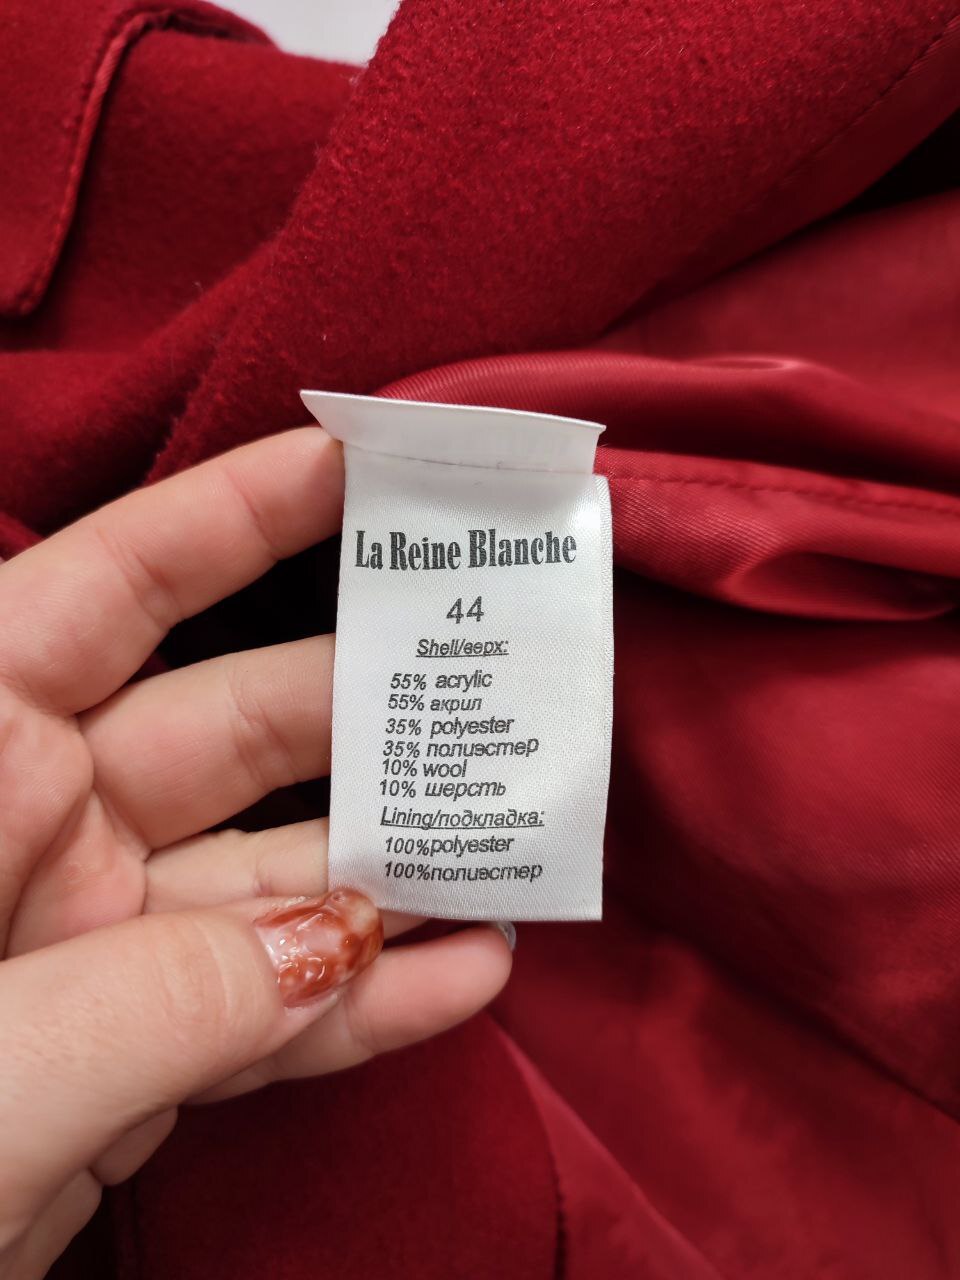 La Reine Blanche
44
Shell/верх:
55% acrylic
55% акрил
35% polyester
35% полиэстер
10% wool
10% шерсть
Lining/подкладка:
100%polyester
100%полиэстер